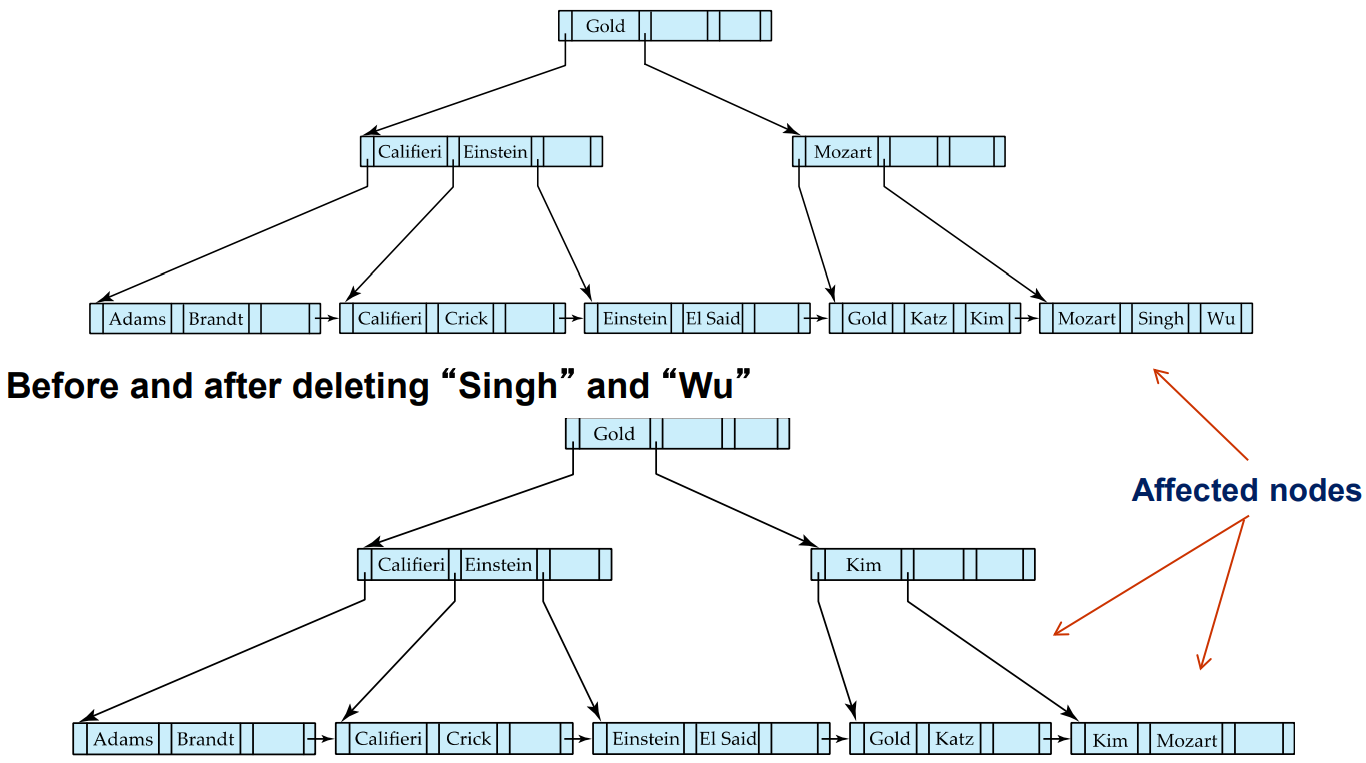 Gold
Califieri Einstein
Mozart
Adams Brandt
Califieri Crick
Einstein El Said
Gold Katz Kim
Mozart Singh Wu
Before and after deleting “Singh” and “Wu”
Gold
Affected nodes
Califieri Einstein
Kim
Adams Brandt
Califieri Crick
Einstein El Said
Gold Katz
Kim Mozart